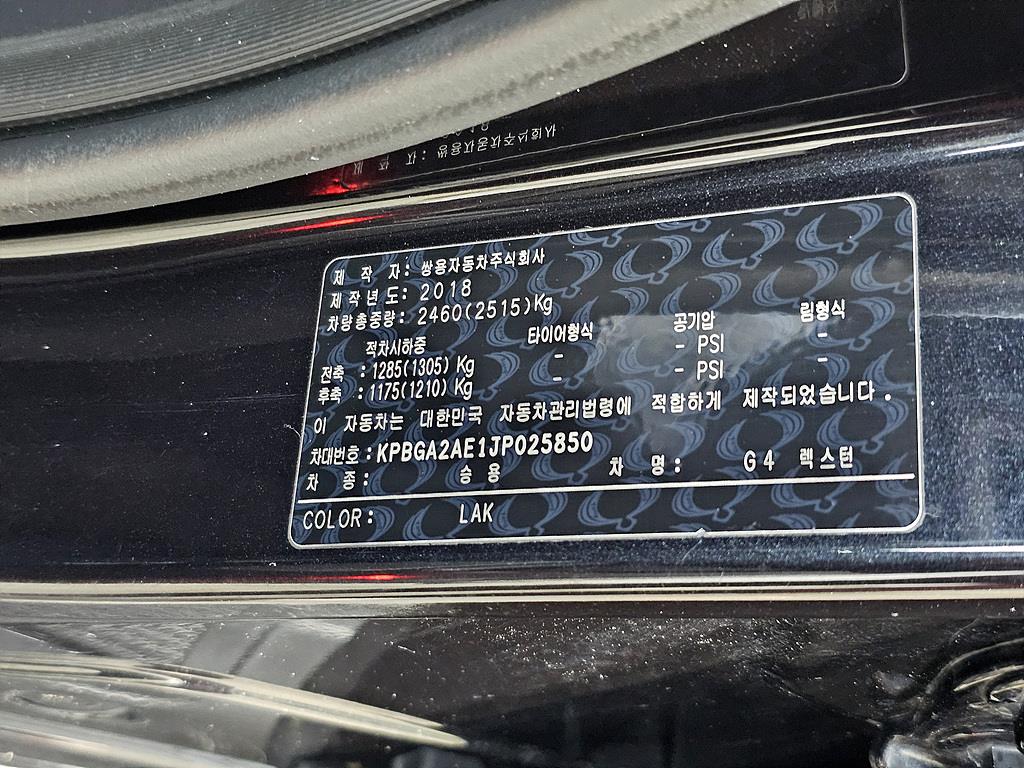 제 작 자: 쌍용자동차주식회사
제작년도: 2018
차량총중량: 2460(2515)Kg
적차시하중 타이어형식 공기압 림형식
전축 :1285(1305) Kg - - PSI -
후축 :1175(1210) Kg - - PSI -
이 자동차는 대한민국 자동차관리법령에 적합하게 제작되었습니다.
차대번호:KPBGA2AE1JP025850
차 종: 승용 차 명: G4 렉스턴
COLOR: LAK